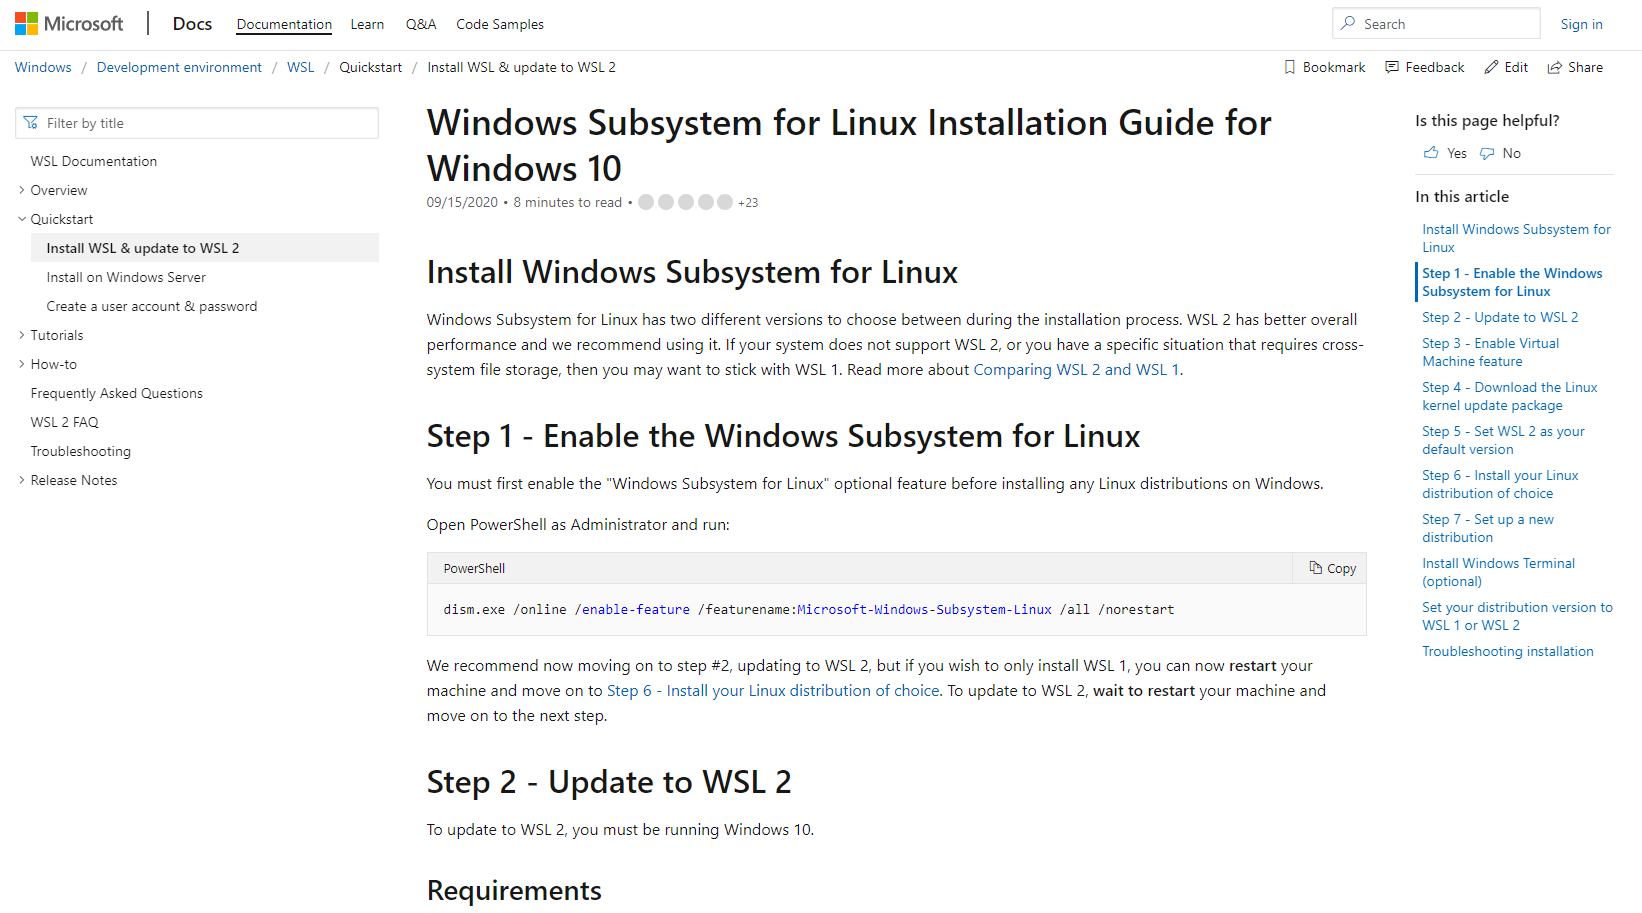 Microsoft Docs Documentation Learn Q&A Code Samples Search Sign in
Windows / Development environment / WSL / Quickstart / Install WSL & update to WSL 2
Bookmark Feedback Edit Share
Filter by title
WSL Documentation
Overview
Quickstart
Install WSL & update to WSL 2
Install on Windows Server
Create a user account & password
Tutorials
How-to
Frequently Asked Questions
WSL 2 FAQ
Troubleshooting
Release Notes
Windows Subsystem for Linux Installation Guide for
Windows 10
09/15/2020 • 8 minutes to read • +23
Install Windows Subsystem for Linux
Windows Subsystem for Linux has two different versions to choose between during the installation process. WSL 2 has better overall
performance and we recommend using it. If your system does not support WSL 2, or you have a specific situation that requires cross-
system file storage, then you may want to stick with WSL 1. Read more about Comparing WSL 2 and WSL 1.
Step 1 - Enable the Windows Subsystem for Linux
You must first enable the "Windows Subsystem for Linux" optional feature before installing any Linux distributions on Windows.
Open PowerShell as Administrator and run:
PowerShell Copy
dism.exe /online /enable-feature /featurename:Microsoft-Windows-Subsystem-Linux /all /norestart
We recommend now moving on to step #2, updating to WSL 2, but if you wish to only install WSL 1, you can now restart your
machine and move on to Step 6 - Install your Linux distribution of choice. To update to WSL 2, wait to restart your machine and
move on to the next step.
Step 2 - Update to WSL 2
To update to WSL 2, you must be running Windows 10.
Requirements
Is this page helpful?
Yes No
In this article
Install Windows Subsystem for
Linux
Step 1 - Enable the Windows
Subsystem for Linux
Step 2 - Update to WSL 2
Step 3 - Enable Virtual
Machine feature
Step 4 - Download the Linux
kernel update package
Step 5 - Set WSL 2 as your
default version
Step 6 - Install your Linux
distribution of choice
Step 7 - Set up a new
distribution
Install Windows Terminal
(optional)
Set your distribution version to
WSL 1 or WSL 2
Troubleshooting installation